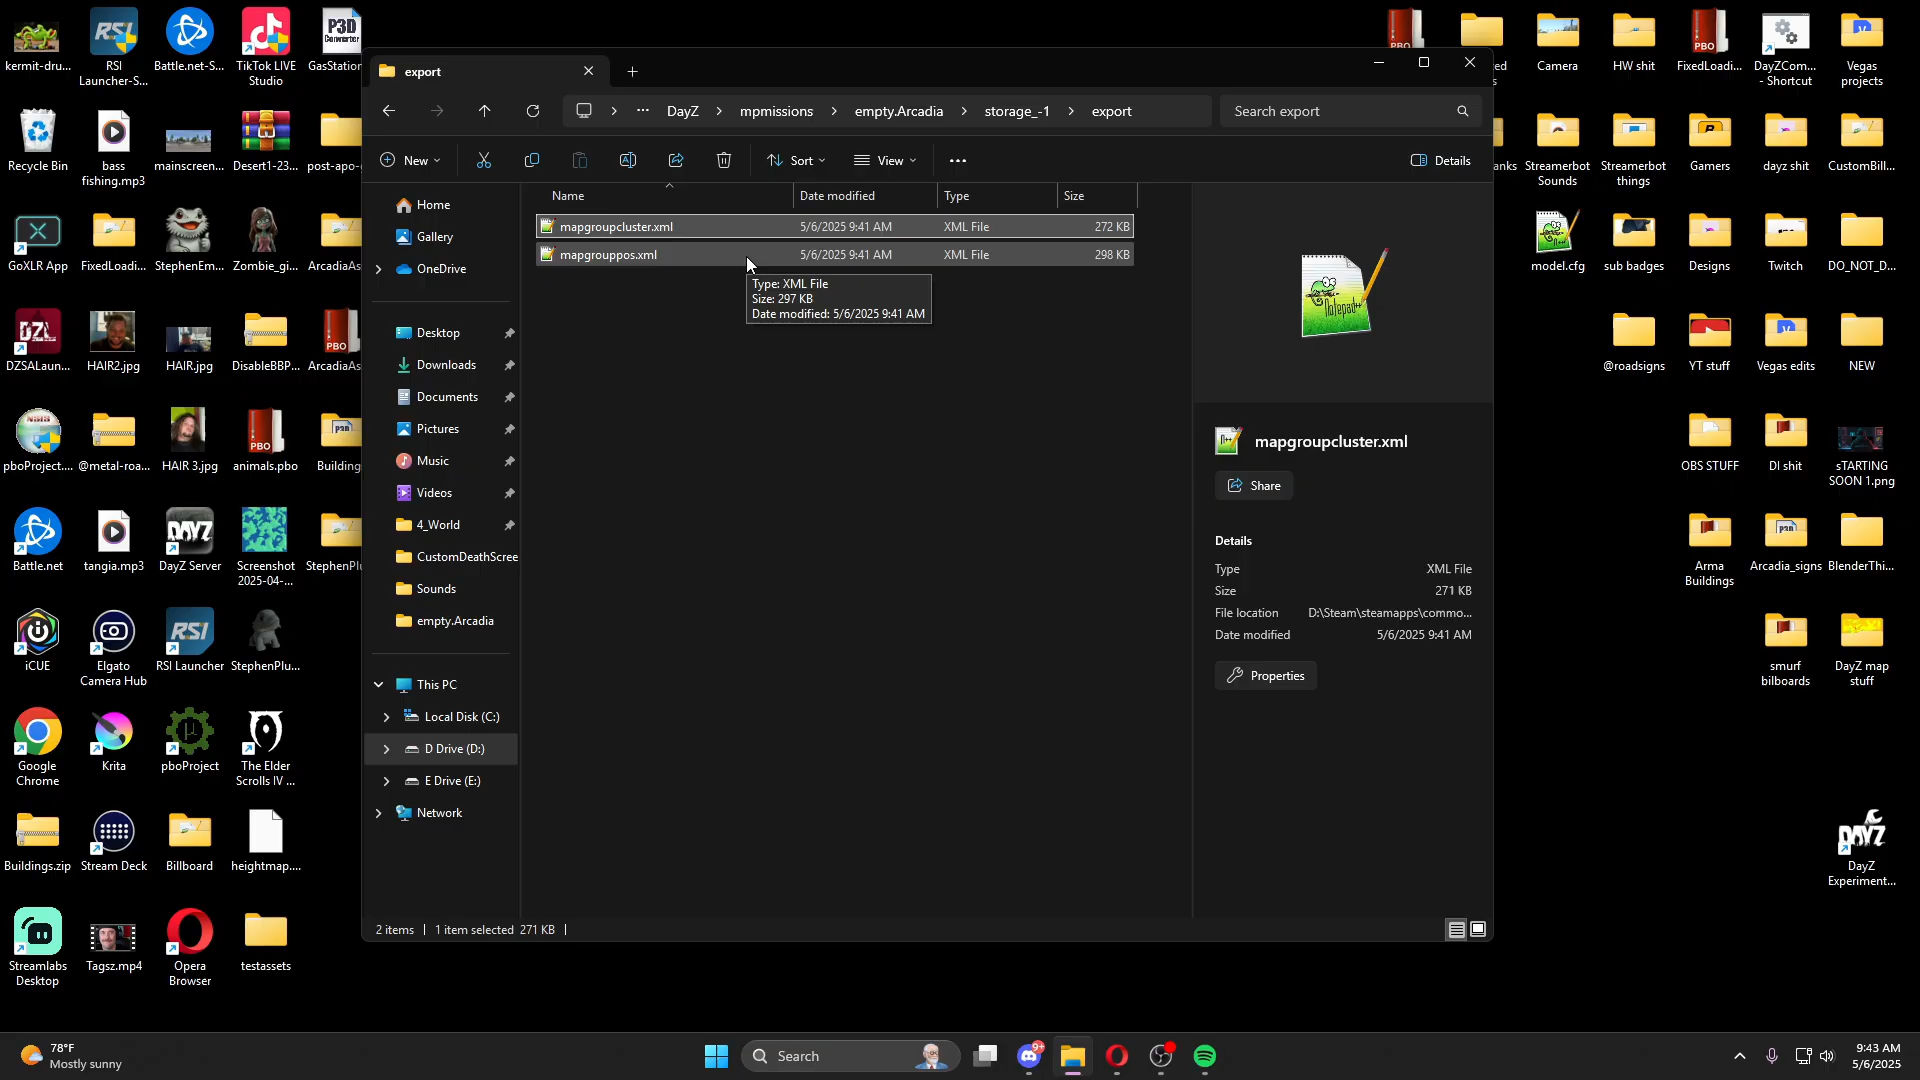 kermit-dru...
RSI
Launcher-S...
Battle.net-S...
TikTok LIVE
Studio
GasStation
Recycle Bin
bass
fishing.mp3
mainscreen...
Desert1-23...
post-apo-
GoXLR App
FixedLoadi...
StephenEm...
Zombie_gi...
ArcadiaAs
DZSALaun...
HAIR2.jpg
HAIR.jpg
DisableBBP...
ArcadiaAs
pboProject....
@metal-roa...
HAIR 3.jpg
animals.pbo
Building
Battle.net
tangia.mp3
DayZ Server
Screenshot
2025-04-...
StephenPlu
iCUE
Elgato
Camera Hub
RSI Launcher
StephenPlu...
Google
Chrome
Krita
pboProject
The Elder
Scrolls IV ...
Buildings.zip
Stream Deck
Billboard
heightmap....
Streamlabs
Desktop
Tagsz.mp4
Opera
Browser
testassets
export
DayZ
mpmissions
empty.Arcadia
storage_-1
export
Search export
New
Sort
View
Details
Home
Gallery
OneDrive
Desktop
Downloads
Documents
Pictures
Music
Videos
4_World
CustomDeathScree
Sounds
empty.Arcadia
This PC
Local Disk (C:)
D Drive (D:)
E Drive (E:)
Network
Name Date modified Type Size
mapgroupcluster.xml 5/6/2025 9:41 AM XML File 272 KB
mapgrouppos.xml 5/6/2025 9:41 AM XML File 298 KB
Type: XML File
Size: 297 KB
Date modified: 5/6/2025 9:41 AM
mapgroupcluster.xml
Share
Details
Type XML File
Size 271 KB
File location D:\Steam\steamapps\commo...
Date modified 5/6/2025 9:41 AM
Properties
2 items 1 item selected 271 KB
Camera
HW shit
FixedLoadi...
DayZCom...
- Shortcut
Vegas
projects
Streamerbot
Sounds
Streamerbot
things
Gamers
dayz shit
CustomBill...
model.cfg
sub badges
Designs
Twitch
DO_NOT_D...
@roadsigns
YT stuff
Vegas edits
NEW
OBS STUFF
DI shit
sTARTING
SOON 1.png
Arma
Buildings
Arcadia_signs
BlenderThi...
smurf
bilboards
DayZ map
stuff
DayZ
Experiment...
78°F
Mostly sunny
Search
9:43 AM
5/6/2025